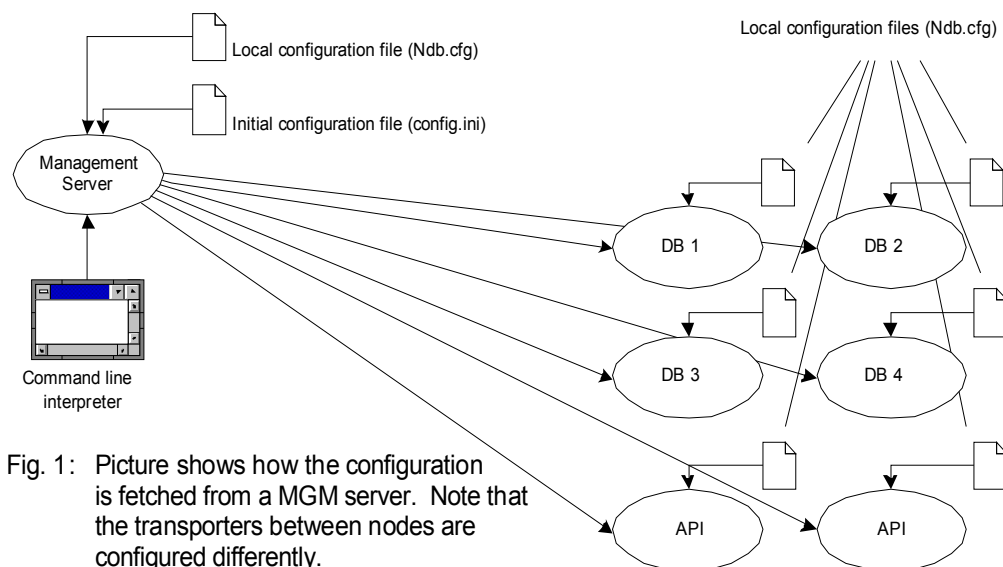 Local configuration file (Ndb.cfg)
Local configuration files (Ndb.cfg)
Initial configuration file (config.ini)
Management
Server
DB 1
DB 2
DB 3
DB 4
Command line
interpreter
Fig. 1: Picture shows how the configuration
is fetched from a MGM server. Note that
the transporters between nodes are
configured differently.
API
API